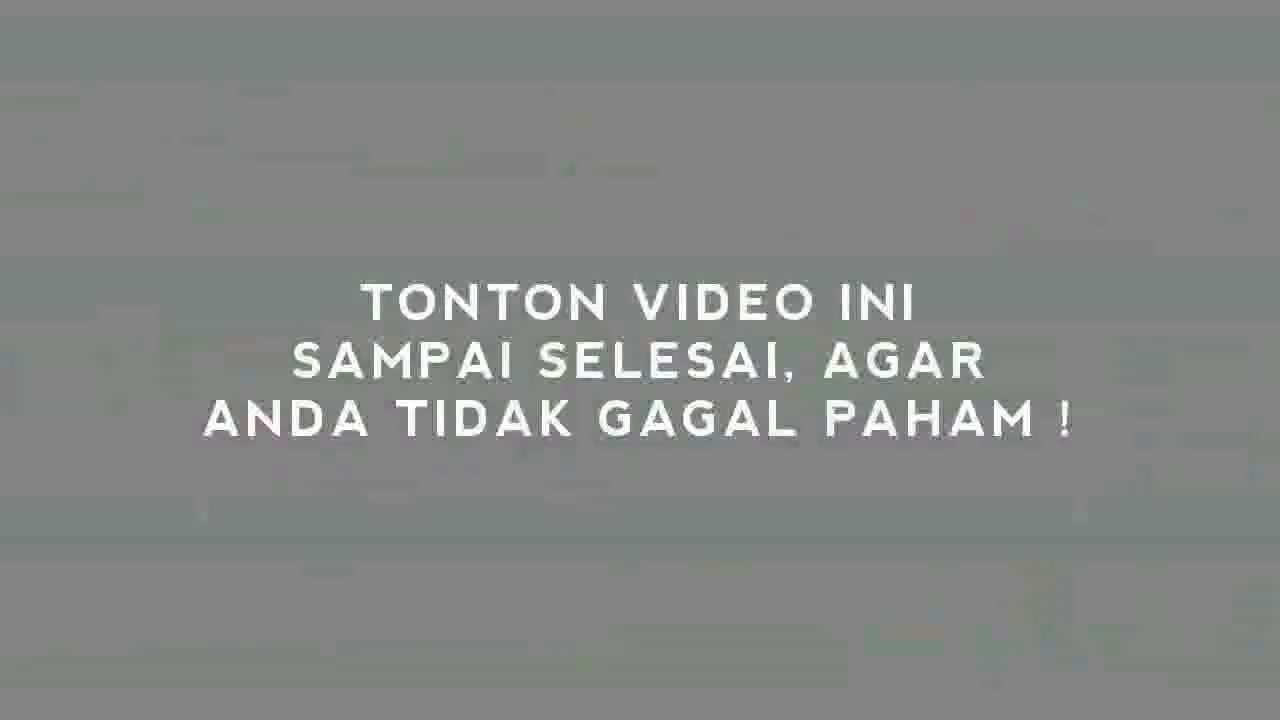 TONTON VIDEO INI
SAMPAI SELESAI, AGAR
ANDA TIDAK GAGAL PAHAM !